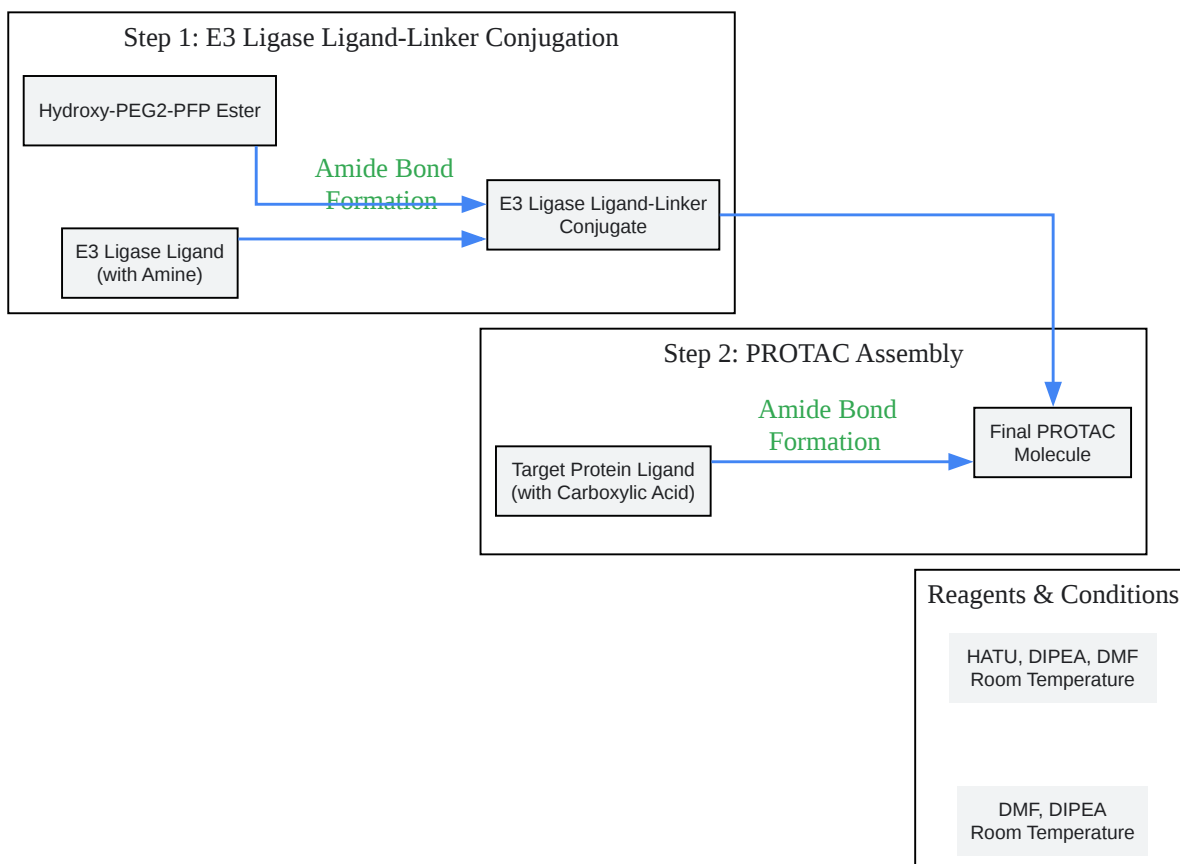 Step 1: E3 Ligase Ligand-Linker Conjugation
Hydroxy-PEG2-PFP Ester
Amide Bond
Formation
E3 Ligase Ligand-Linker
Conjugate
E3 Ligase Ligand
(with Amine)
Step 2: PROTAC Assembly
Amide Bond
Formation
Final PROTAC
Molecule
Target Protein Ligand
(with Carboxylic Acid)
Reagents & Conditions
HATU, DIPEA, DMF
Room Temperature
DMF, DIPEA
Room Temperature